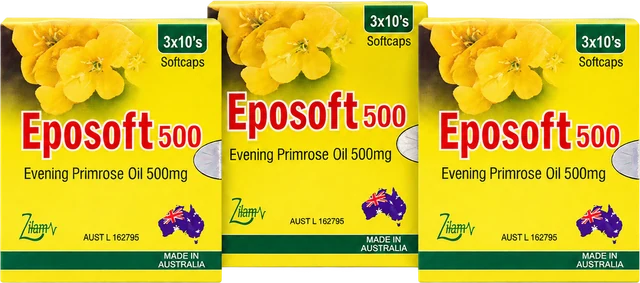 3x10's
Softcaps
Eposoft 500
Evening Primrose Oil 500mg
Zilam
AUST L 162795
MADE IN
AUSTRALIA
3x10's
Softcaps
Eposoft 500
Evening Primrose Oil 500mg
Zilam
AUST L 162795
MADE IN
AUSTRALIA
3x10's
Softcaps
Eposoft 500
Evening Primrose Oil 500mg
Zilam
AUST L 162795
MADE IN
AUSTRALIA